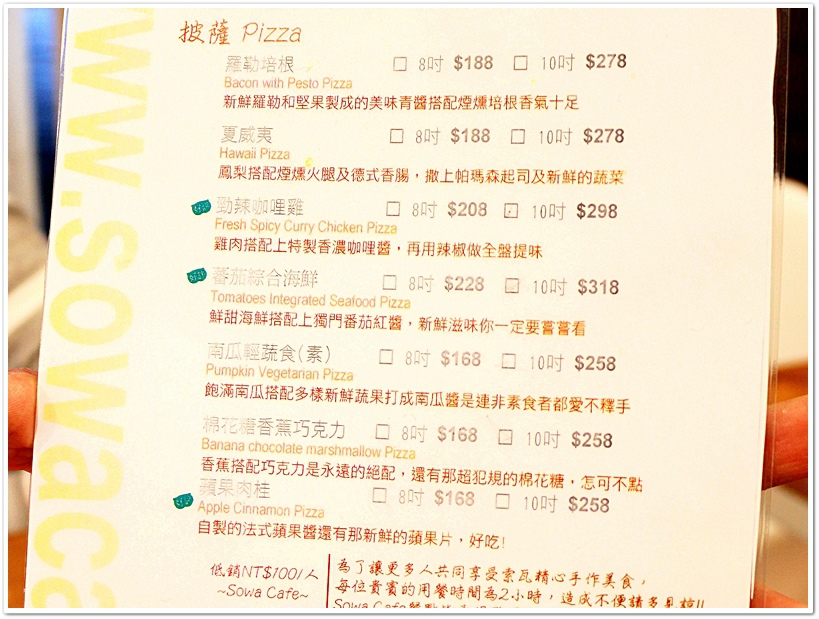 披薩 Pizza
羅勒培根 □ 8吋 $188 □ 10吋 $278
Bacon with Pesto Pizza
新鮮羅勒和堅果製成的美味青醬搭配煙燻培根香氣十足
夏威夷 □ 8吋 $188 □ 10吋 $278
Hawaii Pizza
鳳梨搭配煙燻火腿及德式香腸,撒上帕瑪森起司及新鮮的蔬菜
勁辣咖哩雞 □ 8吋 $208 □ 10吋 $298
Fresh Spicy Curry Chicken Pizza
雞肉搭配上特製香濃咖哩醬,再用辣椒做全盤提味
蕃茄綜合海鮮 □ 8吋 $228 □ 10吋 $318
Tomatoes Integrated Seafood Pizza
鮮甜海鮮搭配上獨門番茄紅醬,新鮮滋味你一定要嘗嘗看
南瓜輕蔬食(素) □ 8吋 $168 □ 10吋 $258
Pumpkin Vegetarian Pizza
飽滿南瓜搭配多樣新鮮蔬果打成南瓜醬是連非素食者都愛不釋手
棉花糖香蕉巧克力 □ 8吋 $168 □ 10吋 $258
Banana chocolate marshmallow Pizza
香蕉搭配巧克力是永遠的絕配,還有那超犯規的棉花糖,怎可不點
蘋果肉桂 □ 8吋 $168 □ 10吋 $258
Apple Cinnamon Pizza
自製的法式蘋果醬還有那新鮮的蘋果片,好吃!
低銷NT$100/人
~Sowa Cafe~
為了讓更多人共同享受索瓦精心手作美食,
每位貴賓的用餐時間為2小時,造成不便請多見諒!!
Sowa Cafe
ww.sowaca